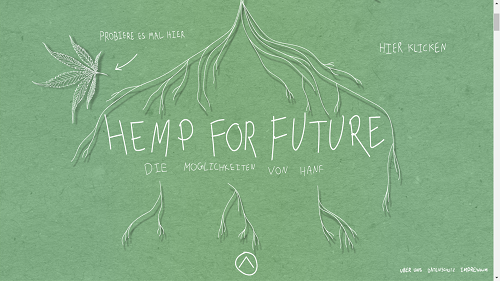 PROBIERE ES MAL HIER
HIER KLICKEN
HEMP FOR FUTURE
DIE MÖGLICHKEITEN VON HANF
ÜBER UNS DATENSCHUTZ IMPRESSUM